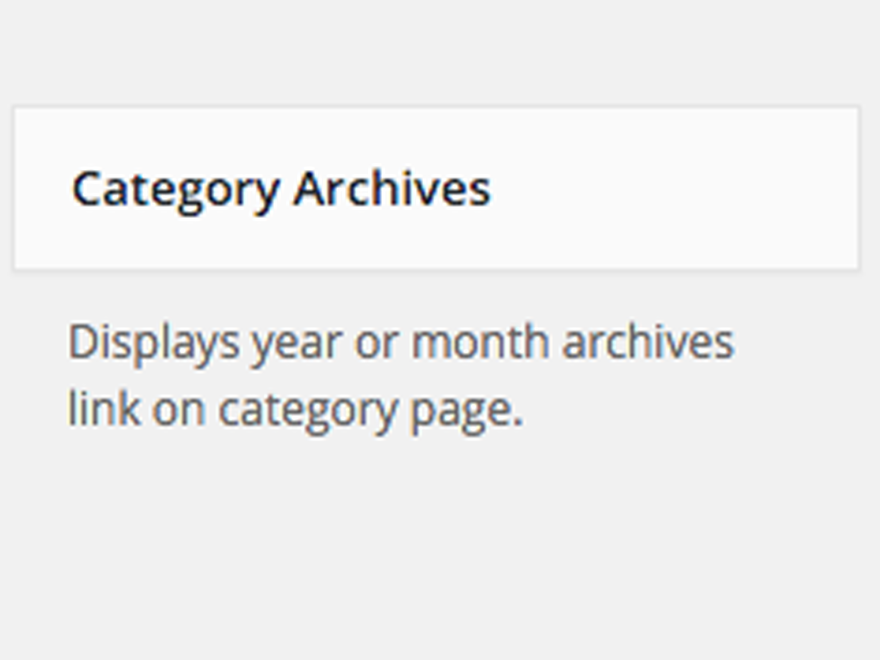 Category Archives
Displays year or month archives
link on category page.